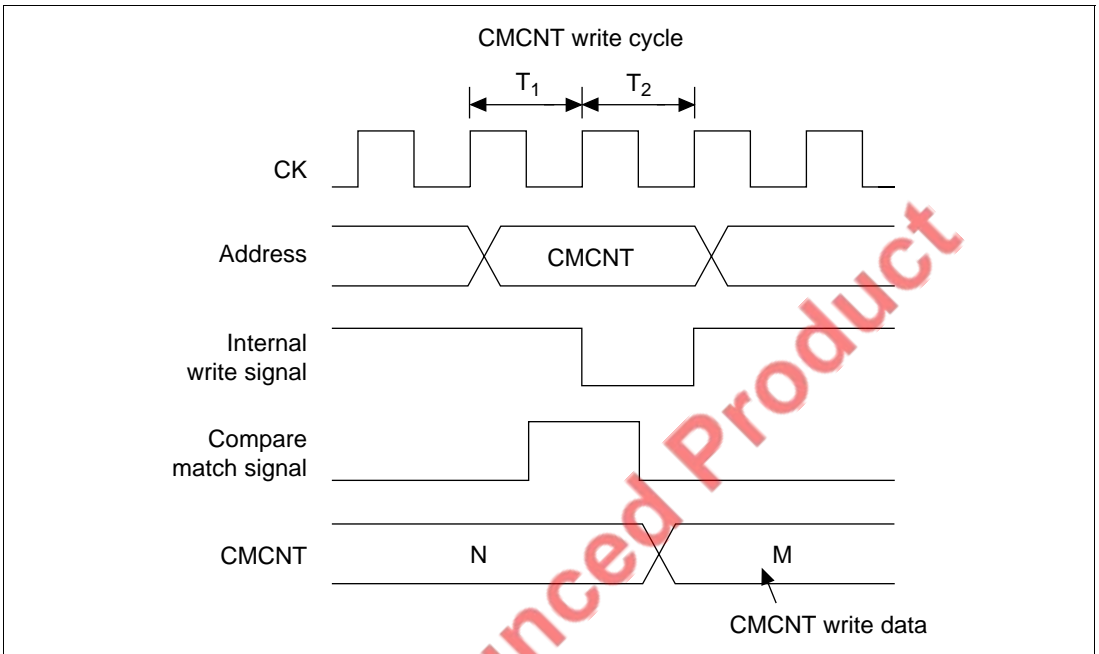 CMCNT write cycle
T1
T2
CK
Address
CMCNT
Internal
write signal
Compare
match signal
CMCNT
N
M
CMCNT write data
nced Product